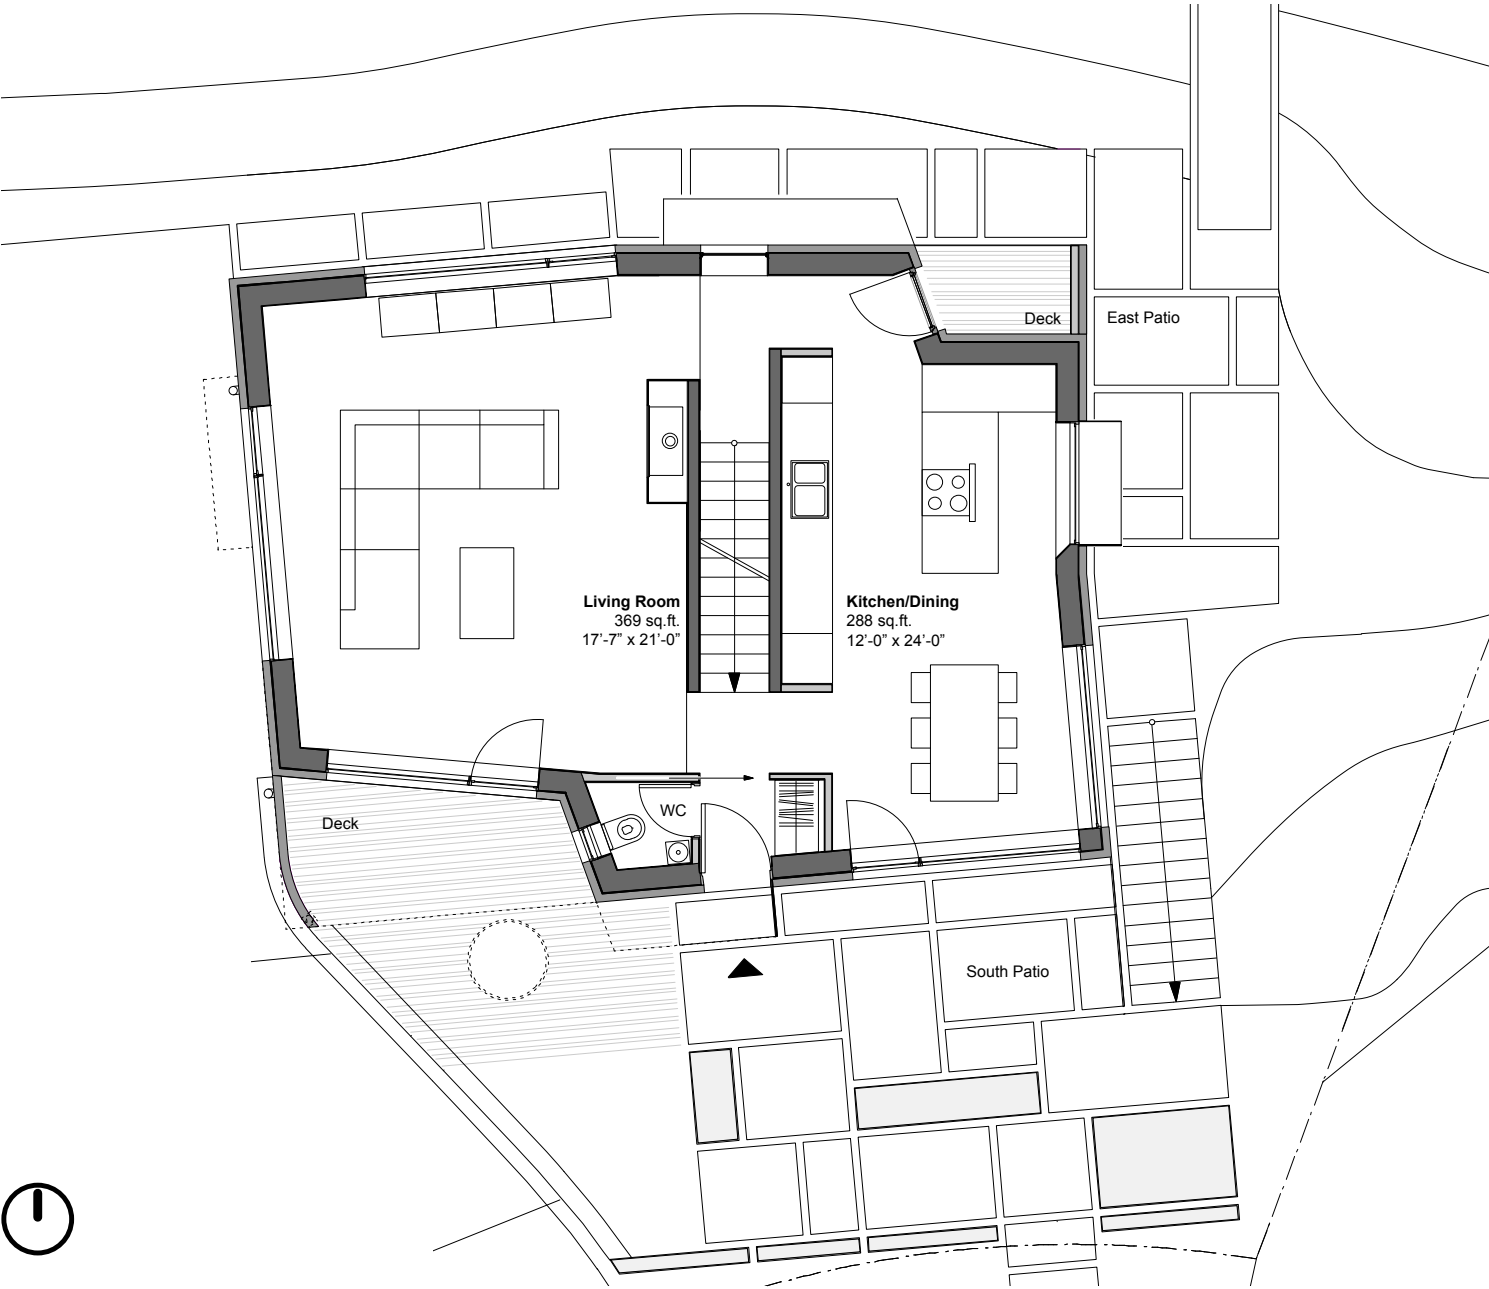 Deck
East Patio
Living Room
369 sq.ft.
17’-7” x 21’-0”
Kitchen/Dining
288 sq.ft.
12’-0” x 24’-0”
WC
Deck
South Patio